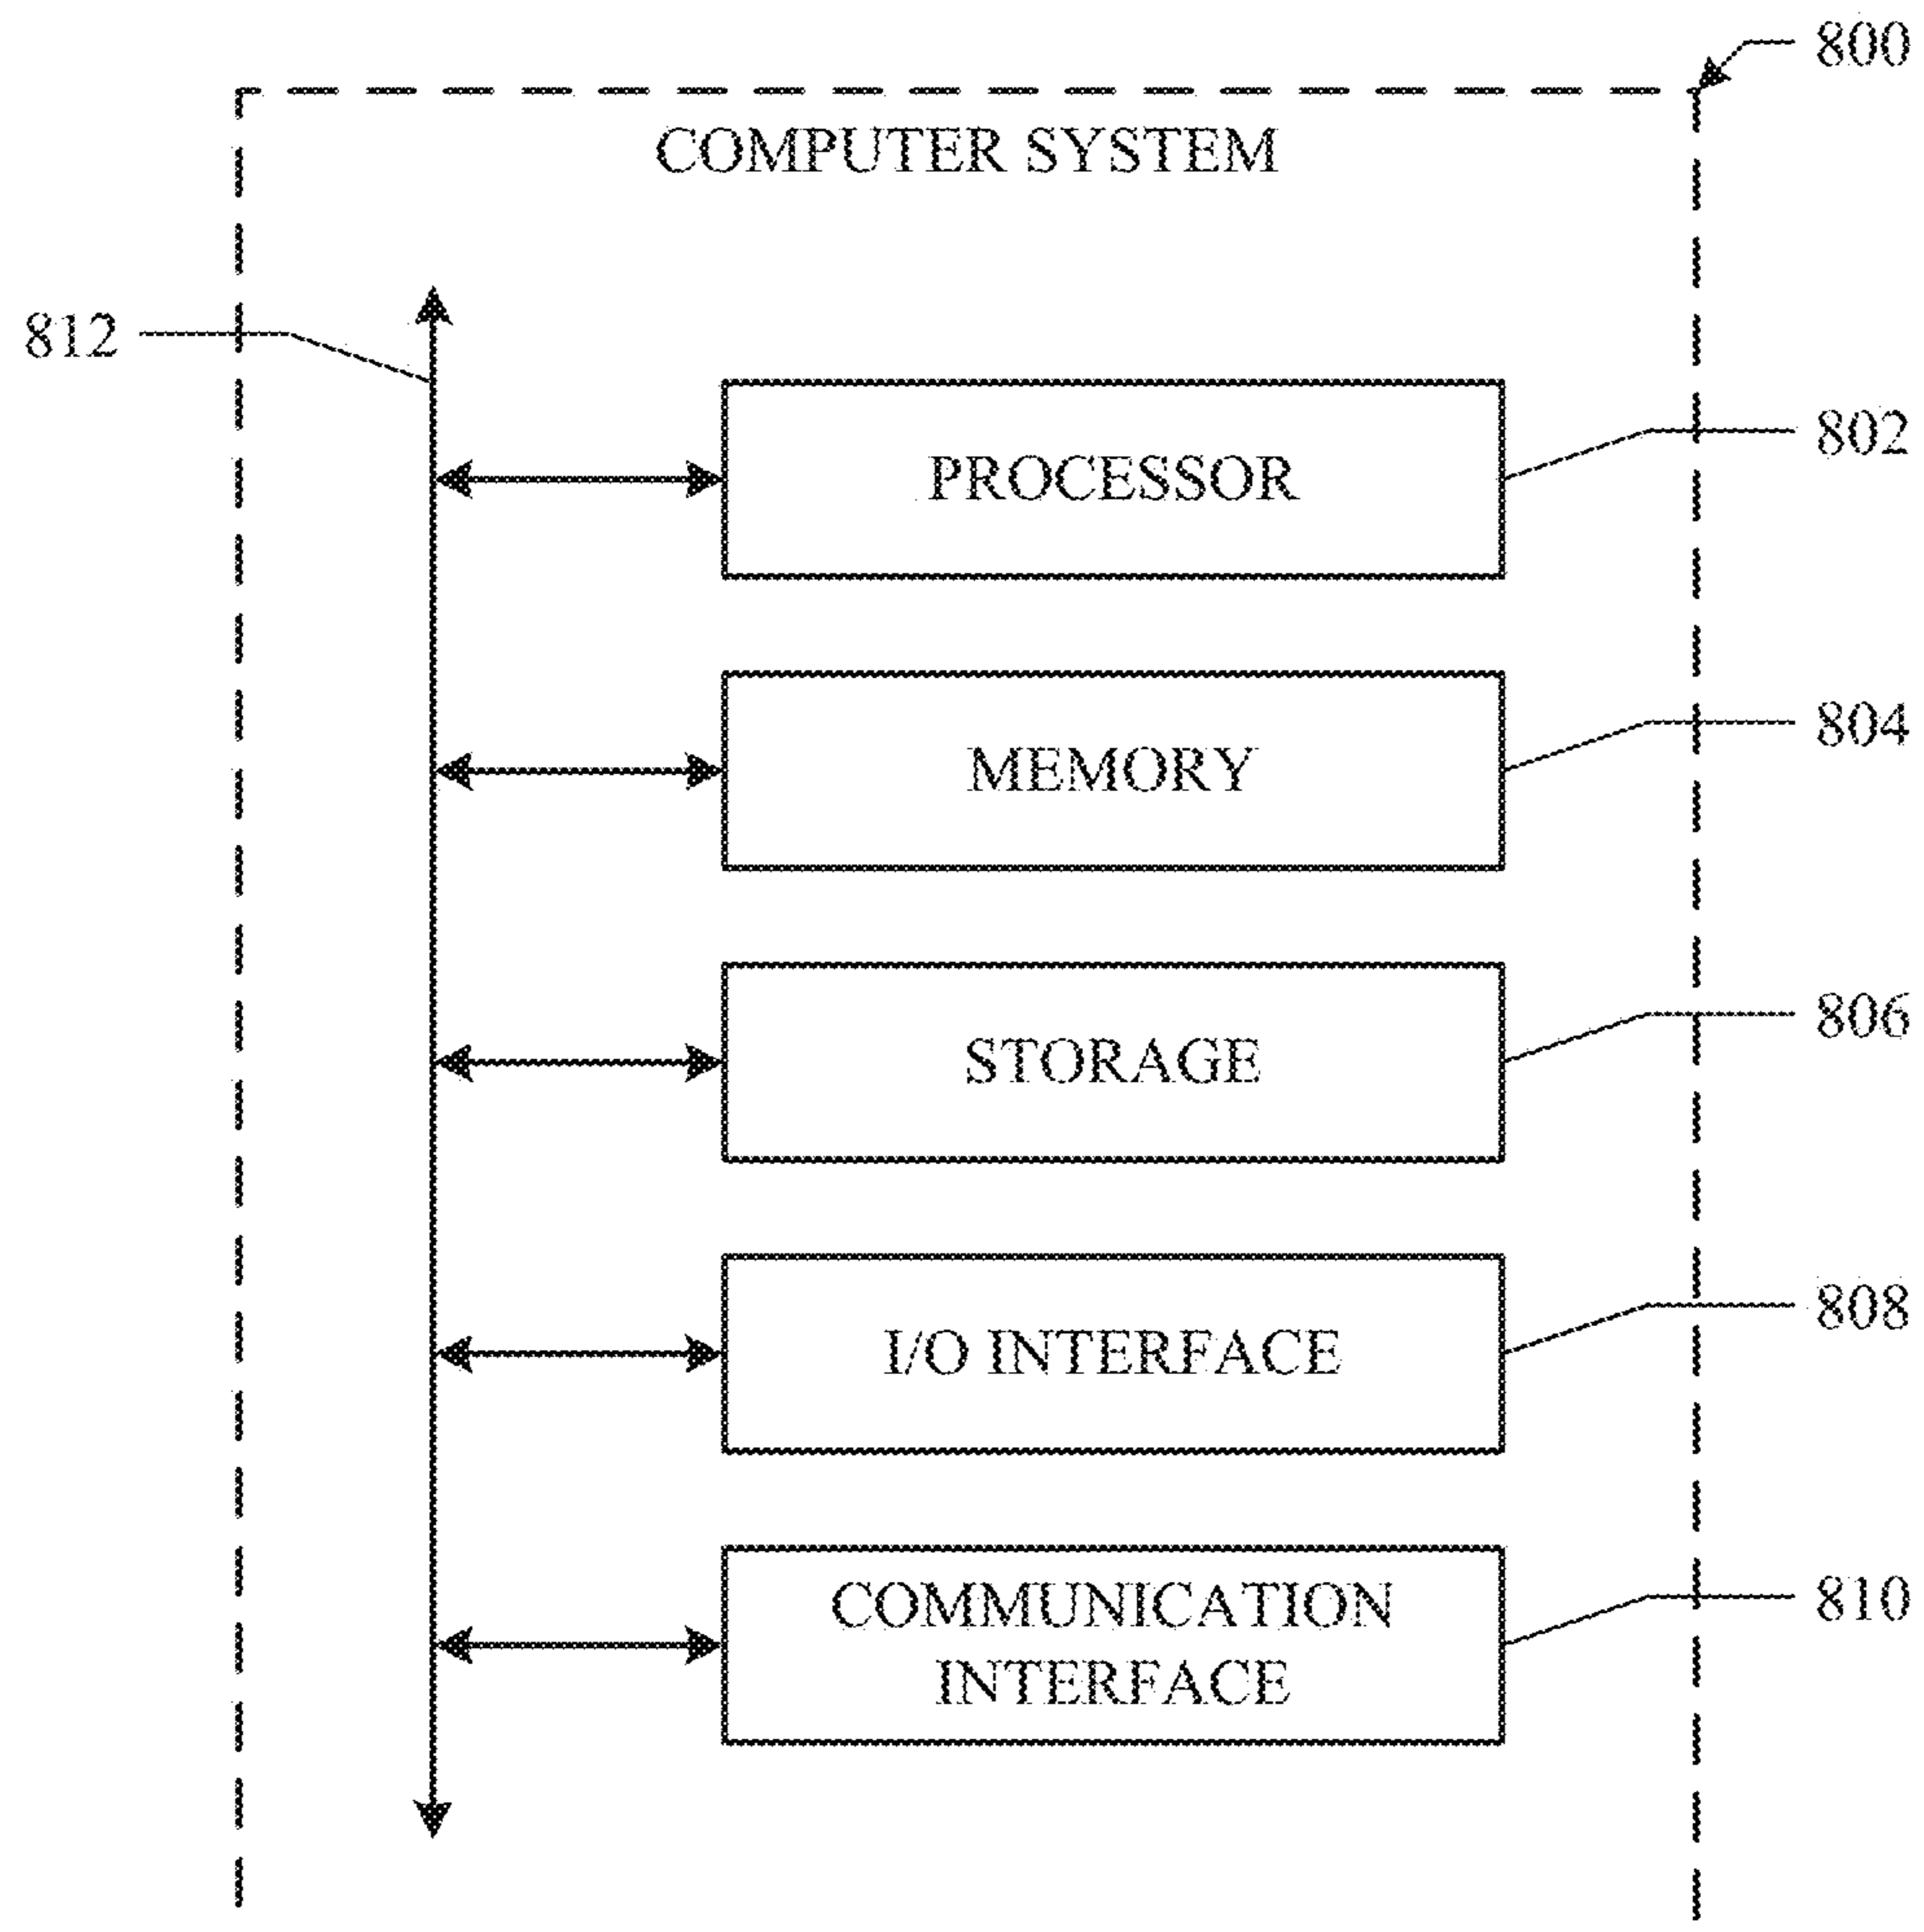 800
COMPUTER SYSTEM
812
802
PROCESSOR
804
MEMORY
806
STORAGE
808
I/O INTERFACE
810
COMMUNICATION
INTERFACE